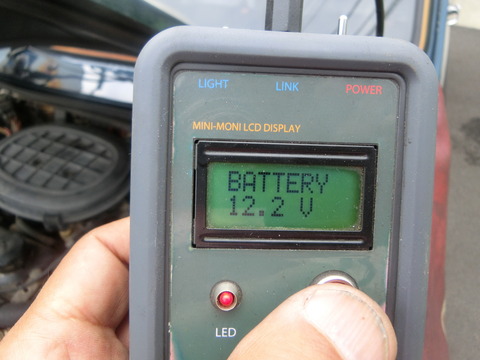 LIGHT LINK POWER
MINI-MONI LCD DISPLAY
BATTERY
12.2 V
LED